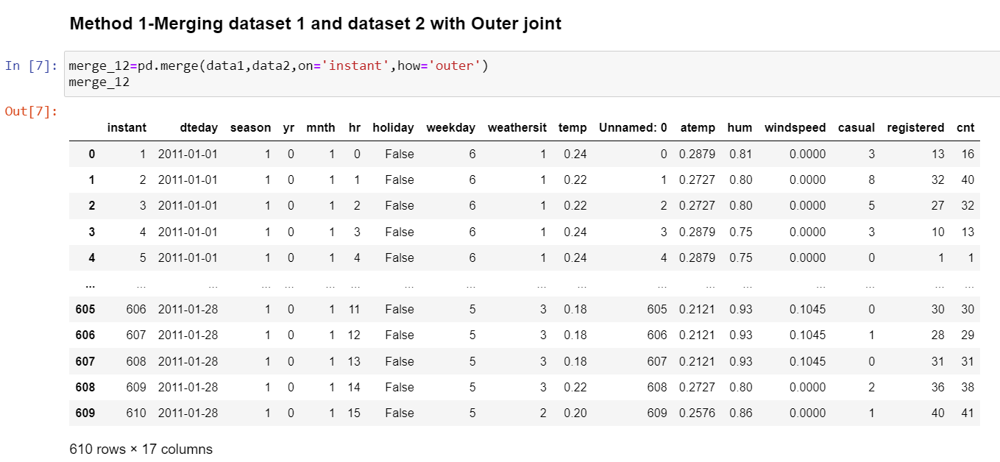 Method 1-Merging dataset 1 and dataset 2 with Outer joint
In [7]: merge_12=pd.merge(data1,data2,on='instant',how='outer')
merge_12
Out[7]:
instant dteday season yr mnth hr holiday weekday weathersit temp Unnamed: 0 atemp hum windspeed casual registered cnt
0 1 2011-01-01 1 0 1 0 False 6 1 0.24 0 0.2879 0.81 0.0000 3 13 16
1 2 2011-01-01 1 0 1 1 False 6 1 0.22 1 0.2727 0.80 0.0000 8 32 40
2 3 2011-01-01 1 0 1 2 False 6 1 0.22 2 0.2727 0.80 0.0000 5 27 32
3 4 2011-01-01 1 0 1 3 False 6 1 0.24 3 0.2879 0.75 0.0000 3 10 13
4 5 2011-01-01 1 0 1 4 False 6 1 0.24 4 0.2879 0.75 0.0000 0 1 1
... ... ... ... ... ... ... ... ... ... ... ... ... ... ... ... ... ...
605 606 2011-01-28 1 0 1 11 False 5 3 0.18 605 0.2121 0.93 0.1045 0 30 30
606 607 2011-01-28 1 0 1 12 False 5 3 0.18 606 0.2121 0.93 0.1045 1 28 29
607 608 2011-01-28 1 0 1 13 False 5 3 0.18 607 0.2121 0.93 0.1045 0 31 31
608 609 2011-01-28 1 0 1 14 False 5 3 0.22 608 0.2727 0.80 0.0000 2 36 38
609 610 2011-01-28 1 0 1 15 False 5 2 0.20 609 0.2576 0.86 0.0000 1 40 41
610 rows × 17 columns